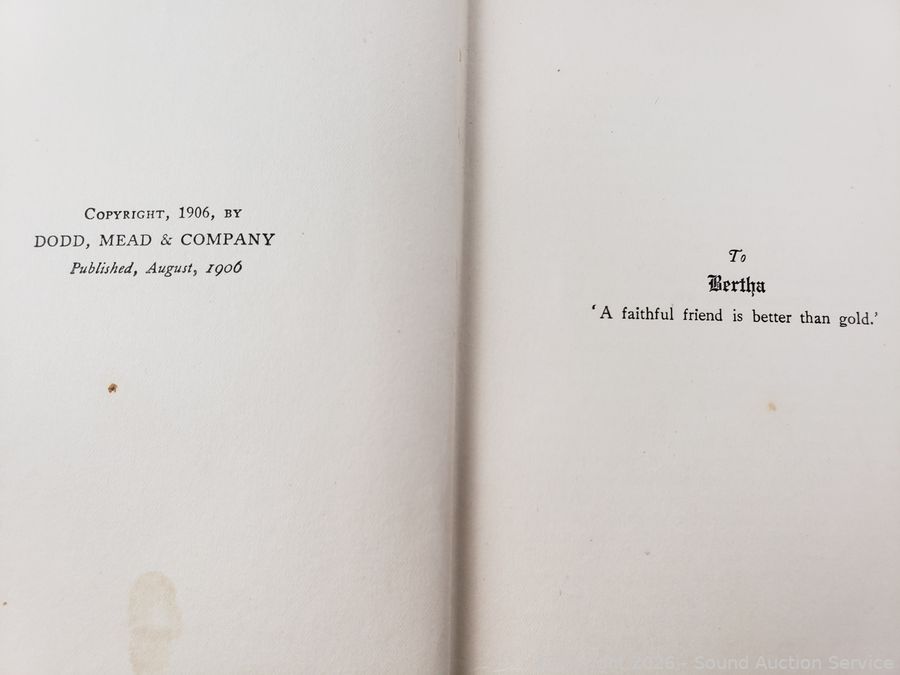 Copyright, 1906, by
DODD, MEAD & COMPANY
Published, August, 1906
To
Bertha
'A faithful friend is better than gold.'
2026 - Sound Auction Service